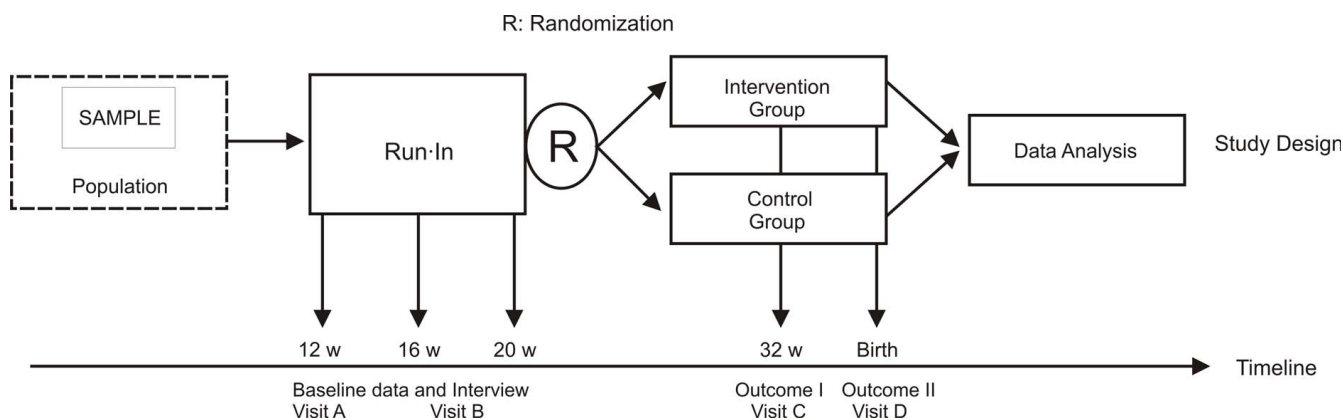 R: Randomization
SAMPLE
Population
Run·In
R
Intervention
Group
Control
Group
Data Analysis
Study Design
12 w
16 w
20 w
32 w
Birth
Timeline
Baseline data and Interview
Visit A
Visit B
Outcome I
Visit C
Outcome II
Visit D